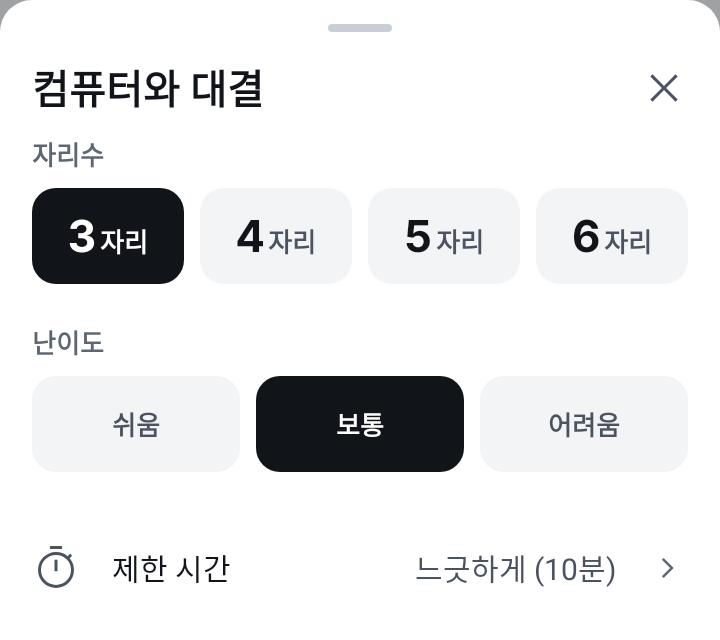 컴퓨터와 대결
자리수
3자리 4자리 5자리 6자리
난이도
쉬움 보통 어려움
제한 시간 느긋하게 (10분)